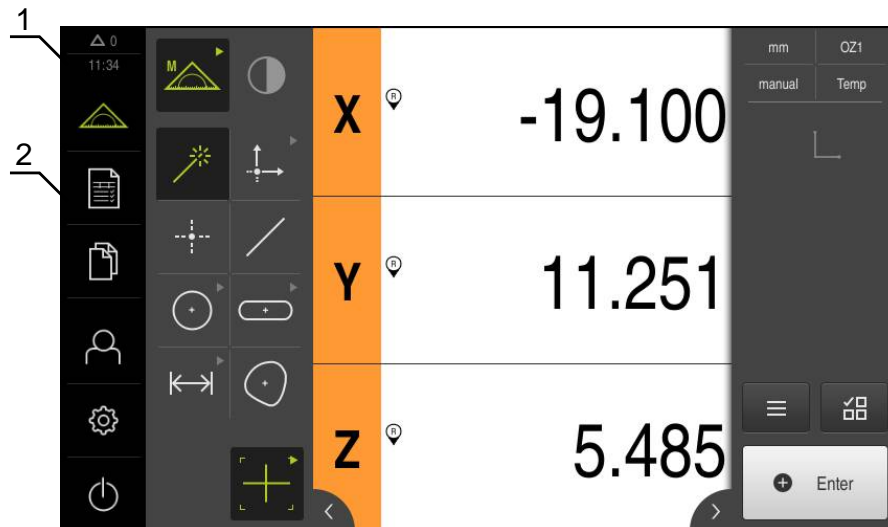 1
0
11:34
2
M
X
R
-19.100
Y
R
11.251
Z
R
5.485
mm
OZ1
manual
Temp
Enter